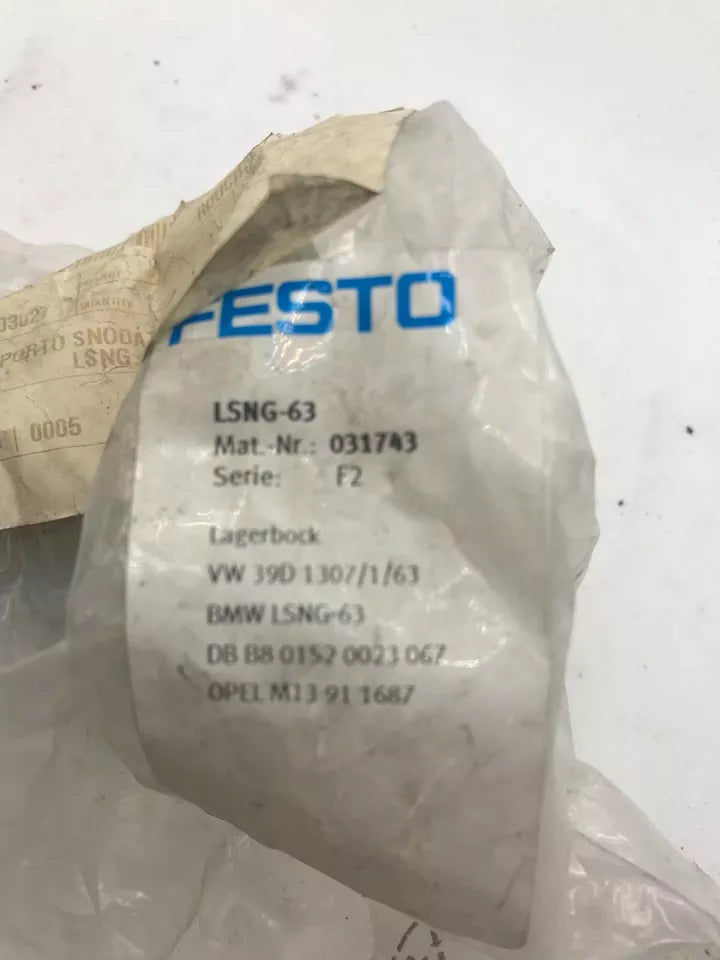 QUANTITY
SNODA
LSNG
0005
FESTO
LSNG-63
Mat.-Nr.: 031743
Serie: F2
Lagerbock
VW 39D 1307/1/63
BMW LSNG-63
DB B8 0152 0023 067
OPEL M13 91 1687